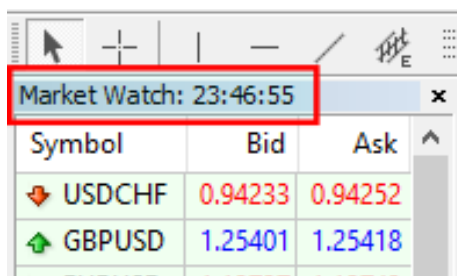 E
Market Watch: 23:46:55
Symbol Bid Ask
USDCHF 0.94233 0.94252
GBPUSD 1.25401 1.25418